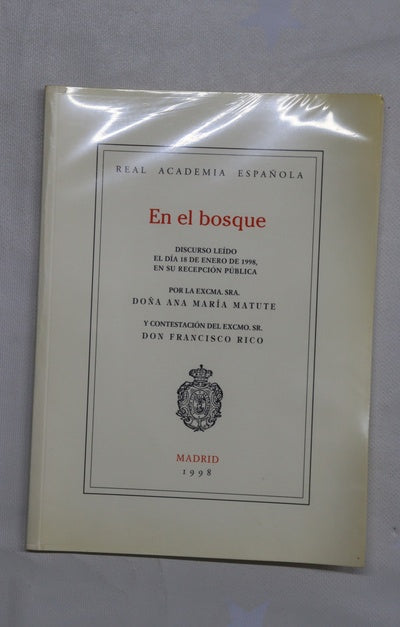 REAL ACADEMIA ESPAÑOLA
En el bosque
DISCURSO LEÍDO
EL DÍA 18 DE ENERO DE 1998,
EN SU RECEPCIÓN PÚBLICA
POR LA EXCMA. SRA.
DOÑA ANA MARÍA MATUTE
Y CONTESTACIÓN DEL EXCMO. SR.
DON FRANCISCO RICO
MADRID
1998